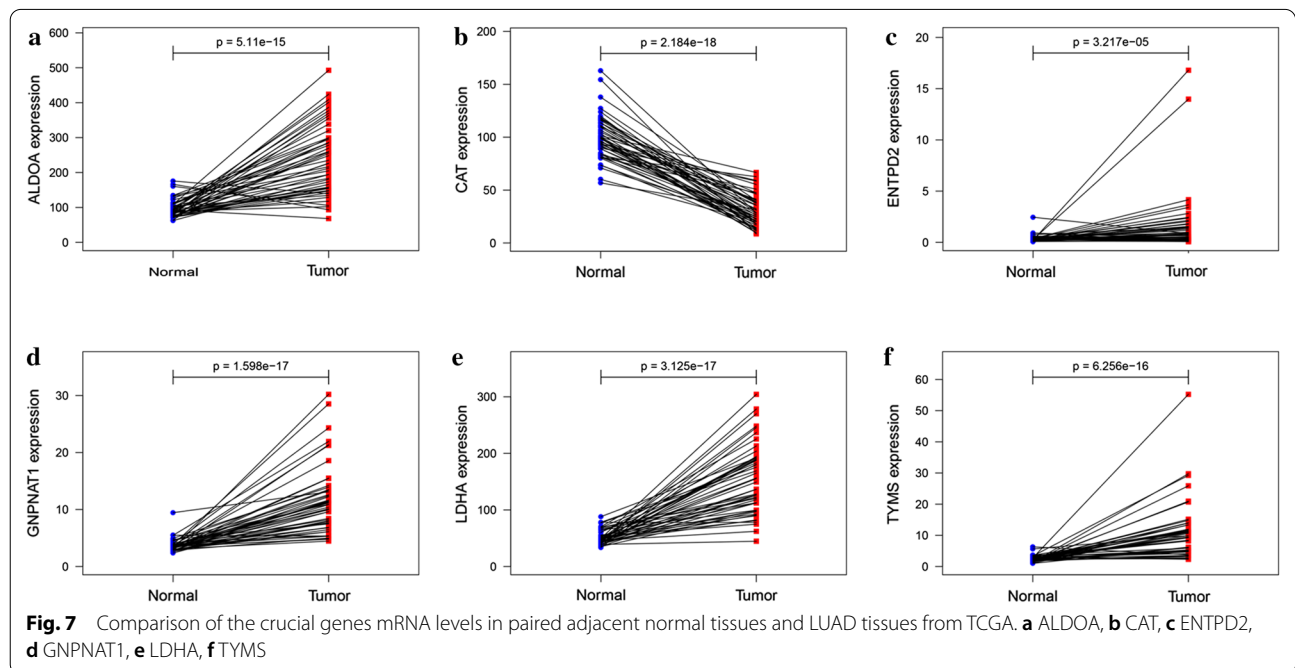 a
p = 5.11e−15
ALDOA expression
600
500
400
300
200
100
0
Normal
Tumor
b
p = 2.184e−18
CAT expression
200
150
100
50
0
Normal
Tumor
c
p = 3.217e−05
ENTPD2 expression
20
15
10
5
0
Normal
Tumor
d
p = 1.598e−17
GNPNAT1 expression
30
20
10
0
Normal
Tumor
e
p = 3.125e−17
LDHA expression
300
200
100
0
Normal
Tumor
f
p = 6.256e−16
TYMS expression
60
50
40
30
20
10
0
Normal
Tumor
Fig. 7 Comparison of the crucial genes mRNA levels in paired adjacent normal tissues and LUAD tissues from TCGA. a ALDOA, b CAT, c ENTPD2,
d GNPNAT1, e LDHA, f TYMS